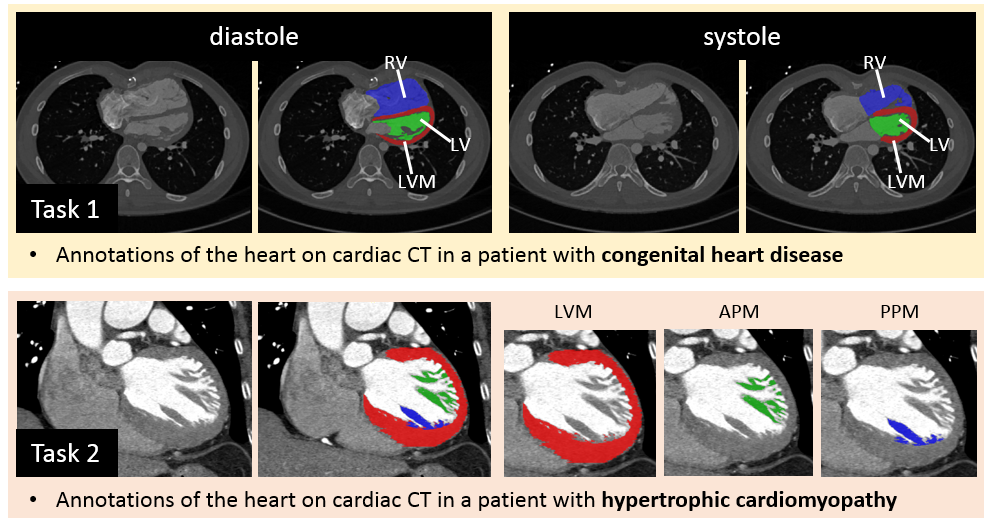 diastole
systole
RV
LV
LVM
RV
LV
LVM
Task 1
• Annotations of the heart on cardiac CT in a patient with congenital heart disease
LVM
APM
PPM
Task 2
• Annotations of the heart on cardiac CT in a patient with hypertrophic cardiomyopathy